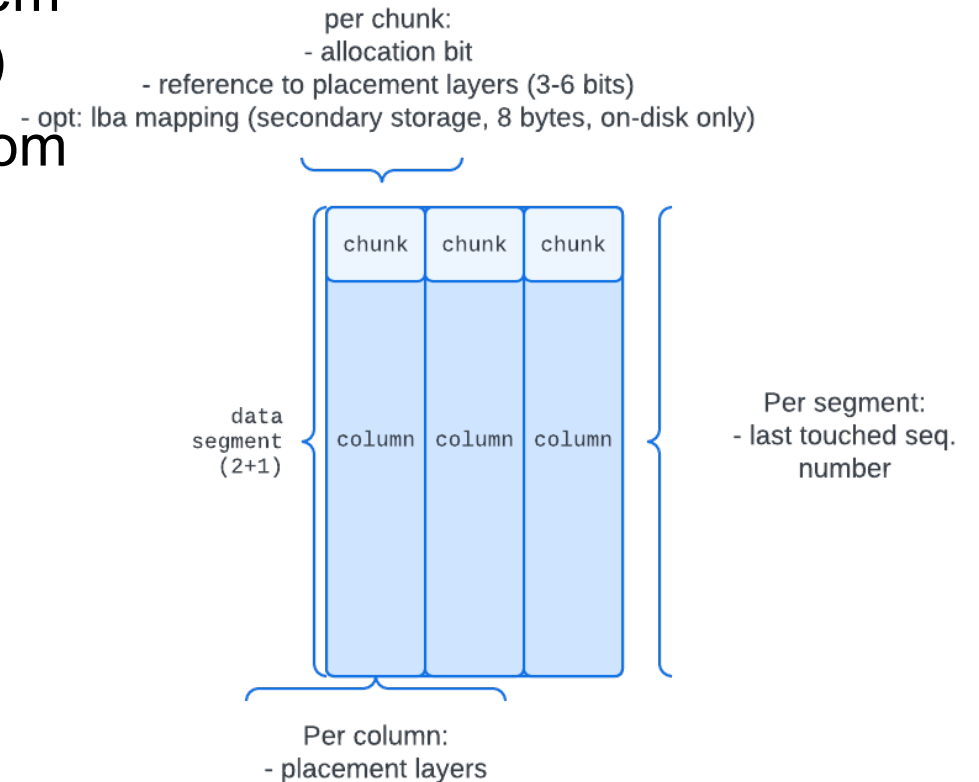 per chunk:
- allocation bit
- reference to placement layers (3-6 bits)
- opt: lba mapping (secondary storage, 8 bytes, on-disk only)
chunk chunk chunk
data
segment
(2+1)
column column column
Per segment:
- last touched seq.
number
Per column:
- placement layers